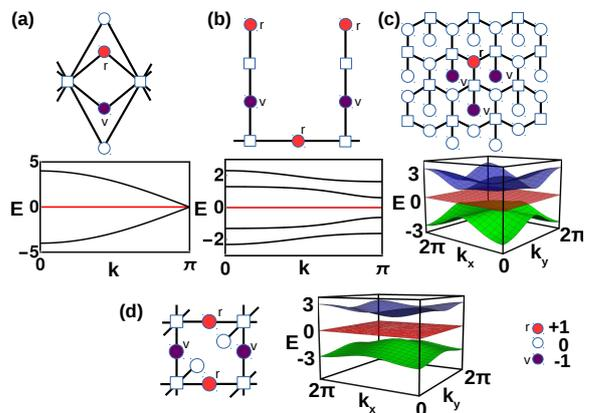 (a)
r
v
5
E 0
−5
0 k π
(b)
r r
v v
r
2
E 0
−2
0 k π
(c)
r
v v
v
3
E 0
-3
2π kx 0 ky 2π
(d)
r
v v
r
3
E 0
-3
2π kx 0 ky 2π
r +1
0
v -1